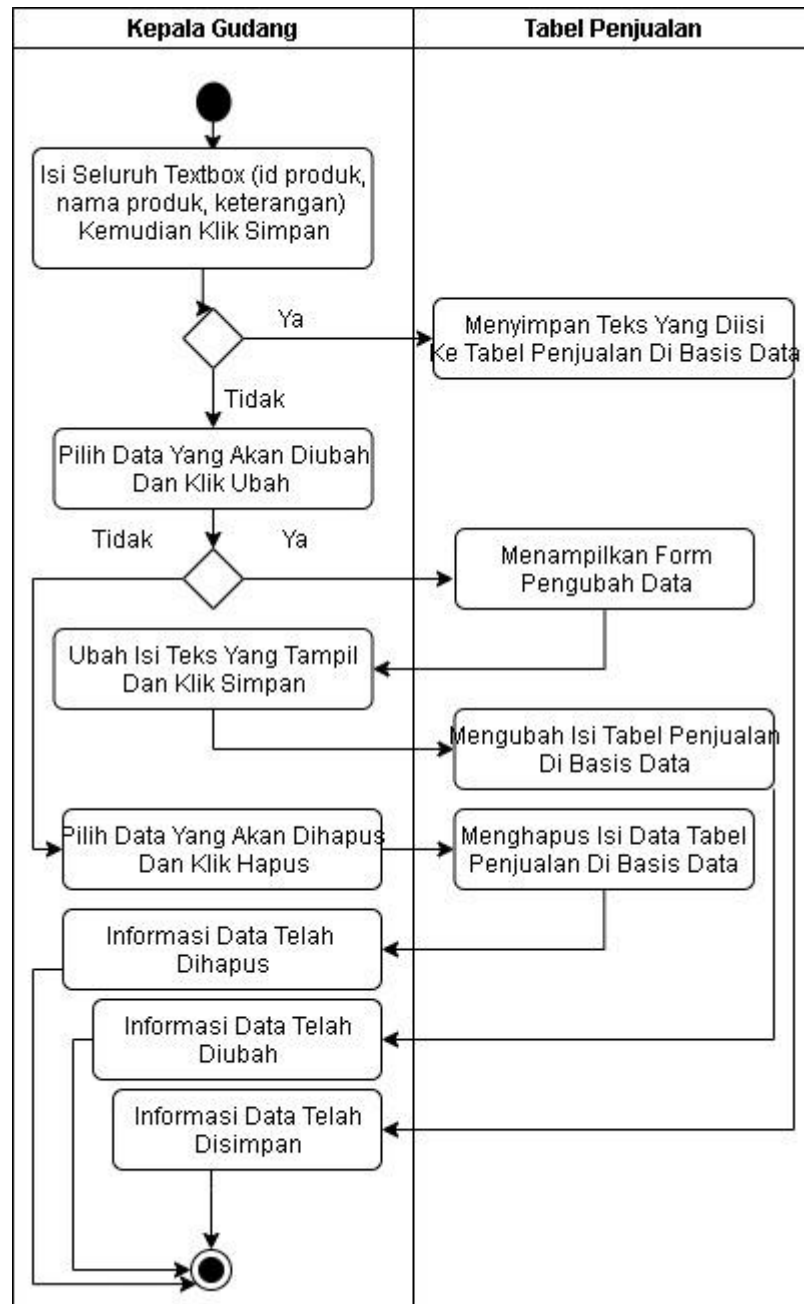 Kepala Gudang
Tabel Penjualan
Isi Seluruh Textbox (id produk,
nama produk, keterangan)
Kemudian Klik Simpan
Ya
Menyimpan Teks Yang Diisi
Ke Tabel Penjualan Di Basis Data
Tidak
Pilih Data Yang Akan Diubah
Dan Klik Ubah
Tidak
Ya
Menampilkan Form
Pengubah Data
Ubah Isi Teks Yang Tampil
Dan Klik Simpan
Mengubah Isi Tabel Penjualan
Di Basis Data
Pilih Data Yang Akan Dihapus
Dan Klik Hapus
Menghapus Isi Data Tabel
Penjualan Di Basis Data
Informasi Data Telah
Dihapus
Informasi Data Telah
Diubah
Informasi Data Telah
Disimpan